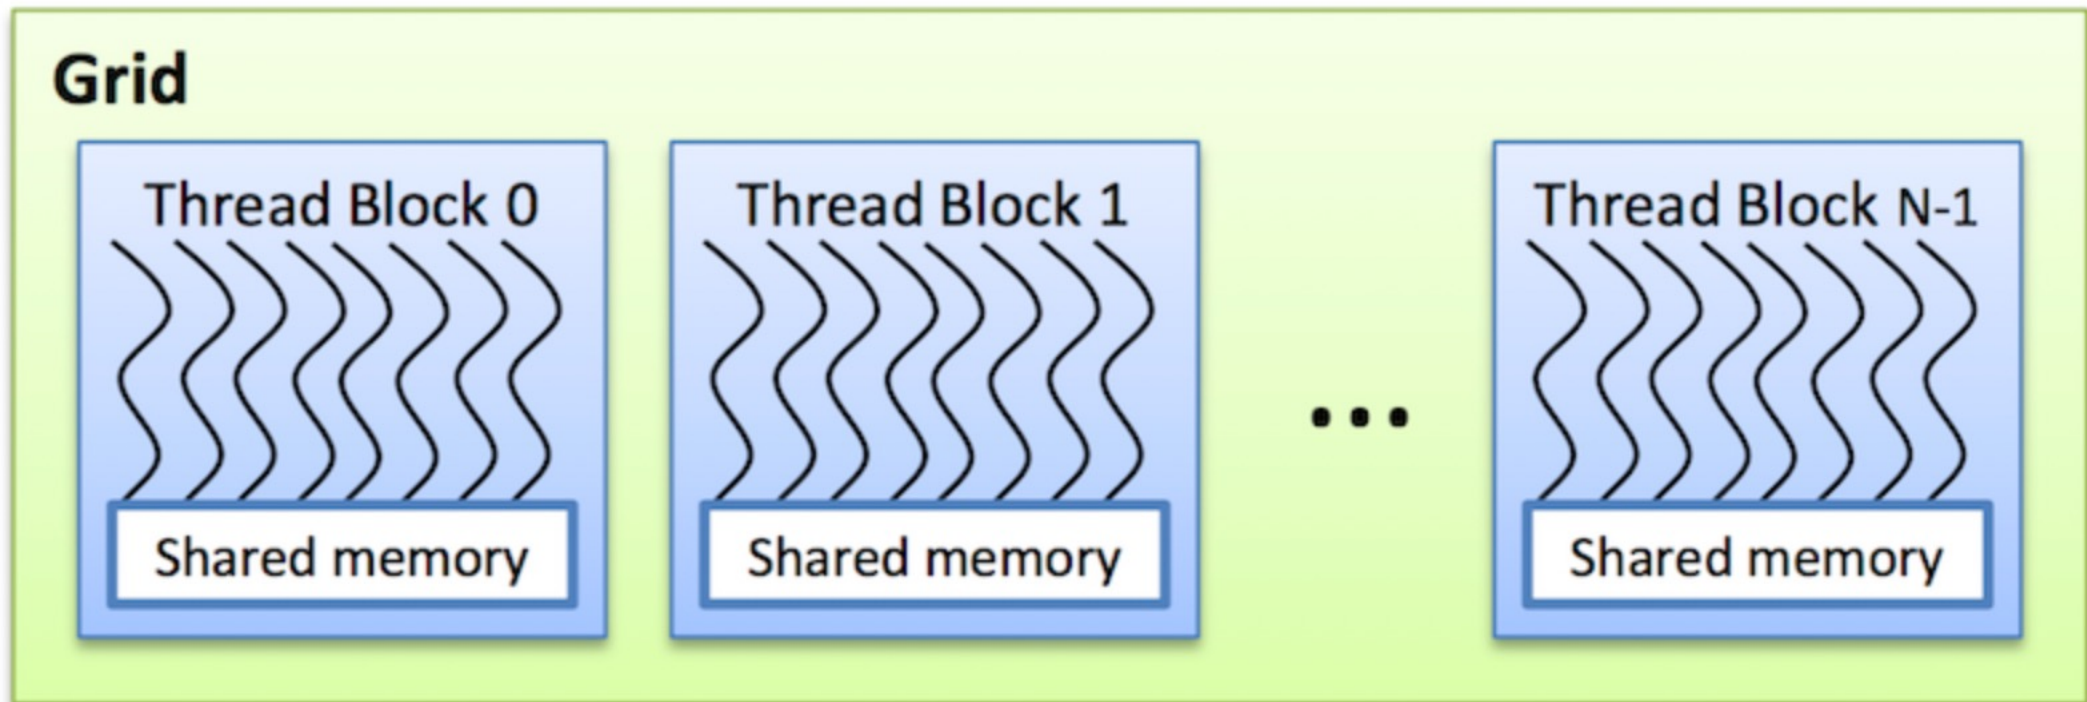 Grid
Thread Block 0
Thread Block 1
...
Thread Block N-1
Shared memory
Shared memory
Shared memory